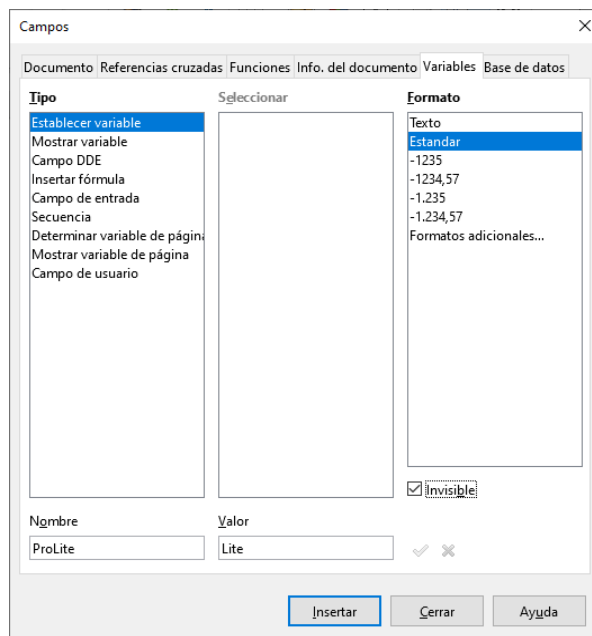 Campos
Documento Referencias cruzadas Funciones Info. del documento Variables Base de datos
Tipo
Establecer variable
Mostrar variable
Campo DDE
Insertar fórmula
Campo de entrada
Secuencia
Determinar variable de págin
Mostrar variable de página
Campo de usuario
Seleccionar
Formato
Texto
Estandar
-1235
-1234,57
-1.235
-1.234,57
Formatos adicionales...
Invisible
Nombre
ProLite
Valor
Lite
Insertar Cerrar Ayuda